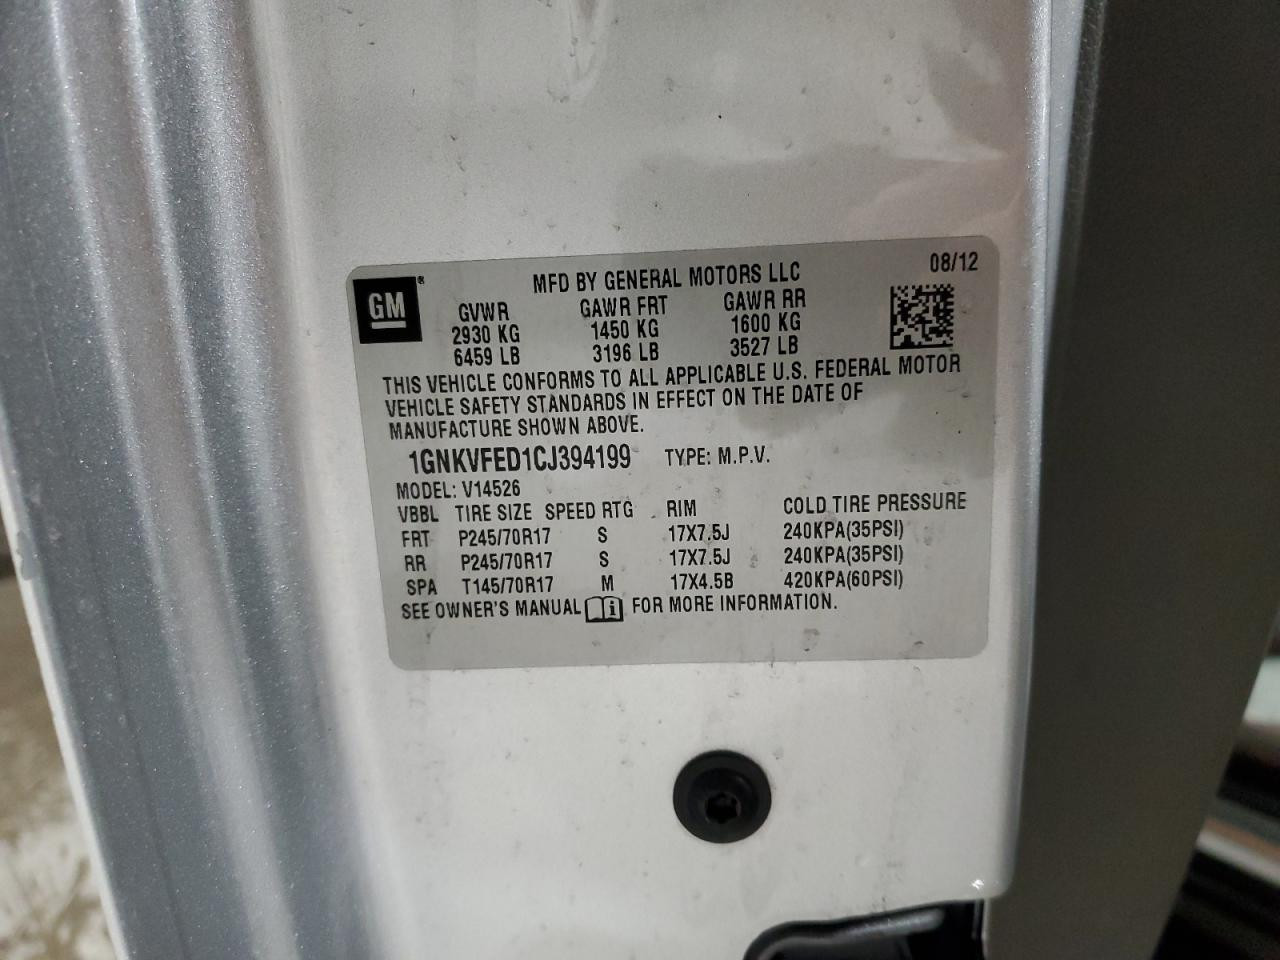 GM®
MFD BY GENERAL MOTORS LLC 08/12
GVWR GAWR FRT GAWR RR
2930 KG 1450 KG 1600 KG
6459 LB 3196 LB 3527 LB
THIS VEHICLE CONFORMS TO ALL APPLICABLE U.S. FEDERAL MOTOR
VEHICLE SAFETY STANDARDS IN EFFECT ON THE DATE OF
MANUFACTURE SHOWN ABOVE.
1GNKVFED1CJ394199 TYPE: M.P.V.
MODEL: V14526
VBBL TIRE SIZE SPEED RTG RIM COLD TIRE PRESSURE
FRT P245/70R17 S 17X7.5J 240KPA(35PSI)
RR P245/70R17 S 17X7.5J 240KPA(35PSI)
SPA T145/70R17 M 17X4.5B 420KPA(60PSI)
SEE OWNER'S MANUAL i FOR MORE INFORMATION.